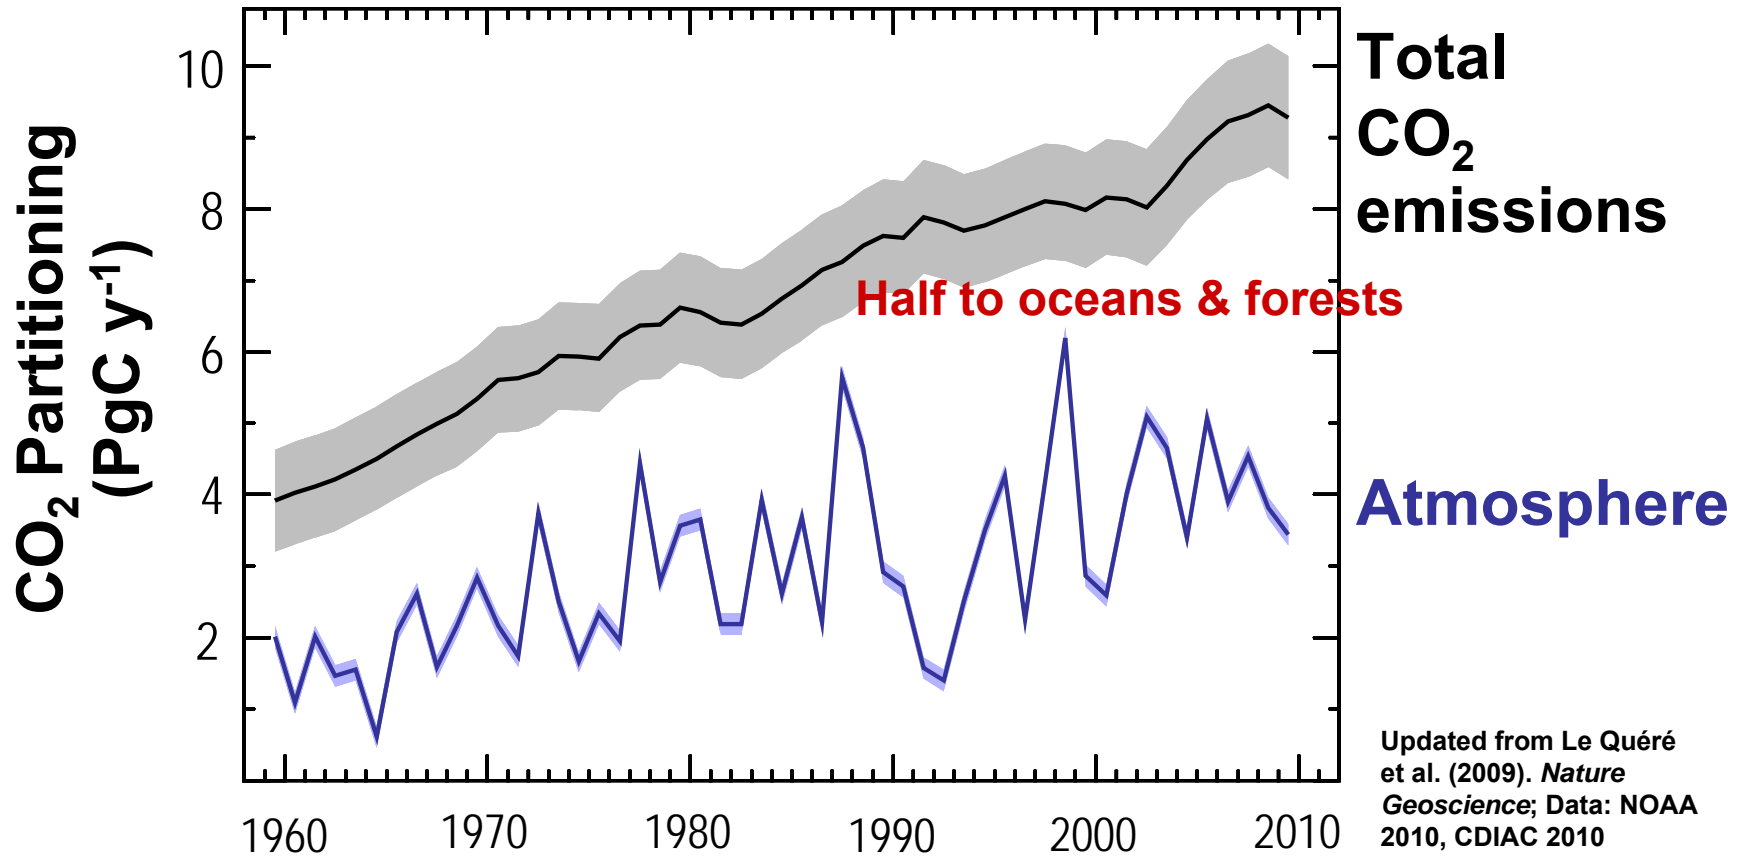 CO2 Partitioning
(PgC y-1)
10
8
6
4
2
1960 1970 1980 1990 2000 2010
Total
CO2
emissions
Half to oceans & forests
Atmosphere
Updated from Le Quéré
et al. (2009). Nature
Geoscience; Data: NOAA
2010, CDIAC 2010